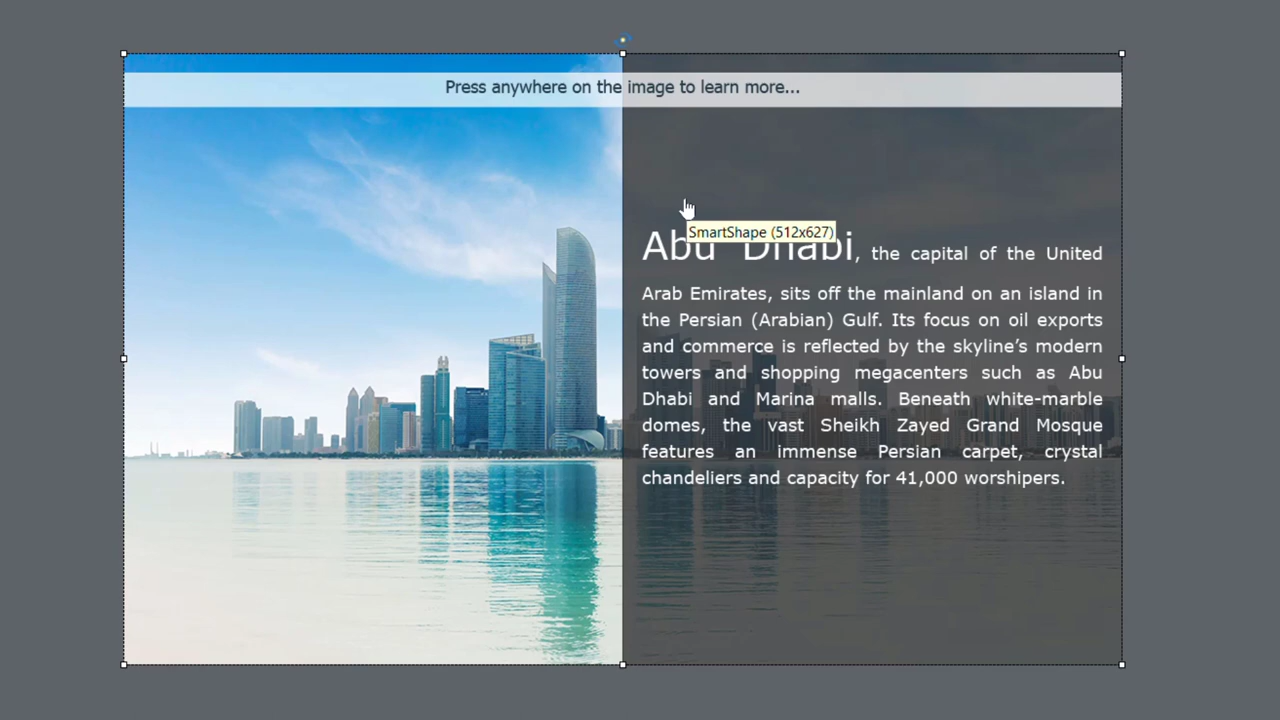 Press anywhere on the image to learn more...
SmartShape (512x627)
Abu Dhabi, the capital of the United
Arab Emirates, sits off the mainland on an island in
the Persian (Arabian) Gulf. Its focus on oil exports
and commerce is reflected by the skyline’s modern
towers and shopping megacenters such as Abu
Dhabi and Marina malls. Beneath white-marble
domes, the vast Sheikh Zayed Grand Mosque
features an immense Persian carpet, crystal
chandeliers and capacity for 41,000 worshipers.